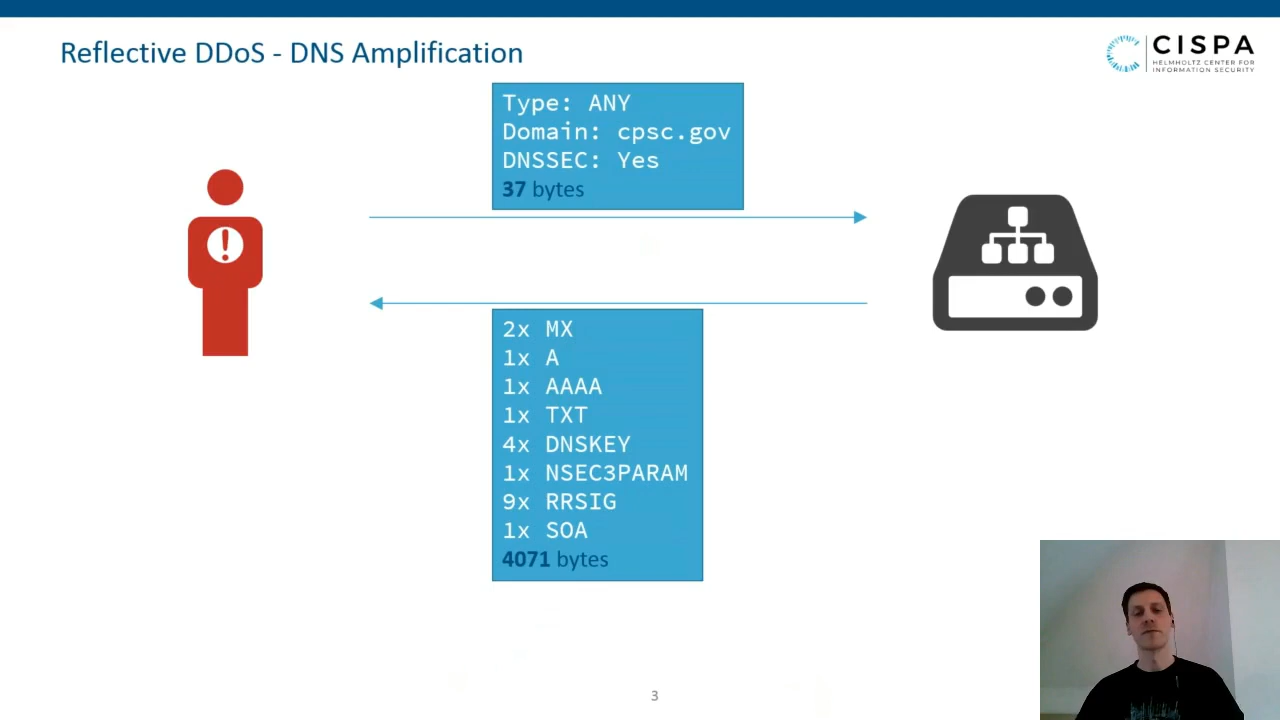 Reflective DDoS - DNS Amplification
CISPA
HELMHOLTZ CENTER FOR
INFORMATION SECURITY
Type: ANY
Domain: cpsc.gov
DNSSEC: Yes
37 bytes
!
2x MX
1x A
1x AAAA
1x TXT
4x DNSKEY
1x NSEC3PARAM
9x RRSIG
1x SOA
4071 bytes
3